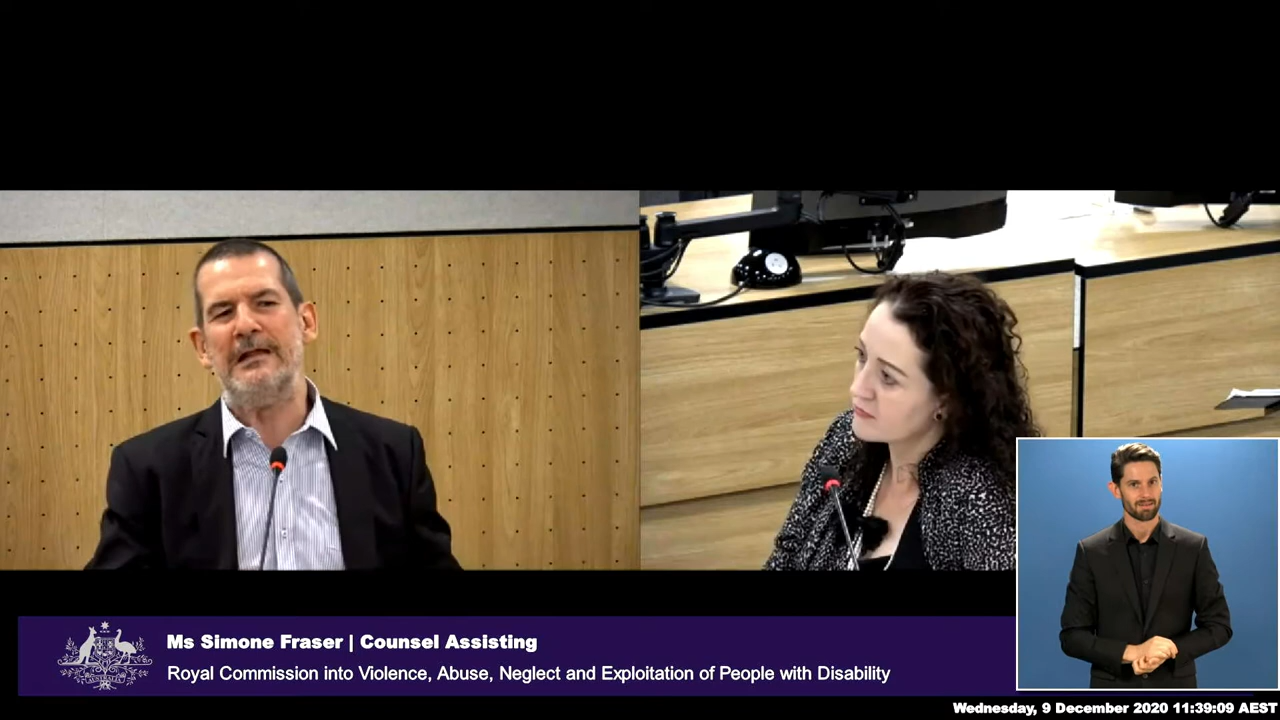 Ms Simone Fraser | Counsel Assisting
Royal Commission into Violence, Abuse, Neglect and Exploitation of People with Disability
Wednesday, 9 December 2020 11:39:09 AEST